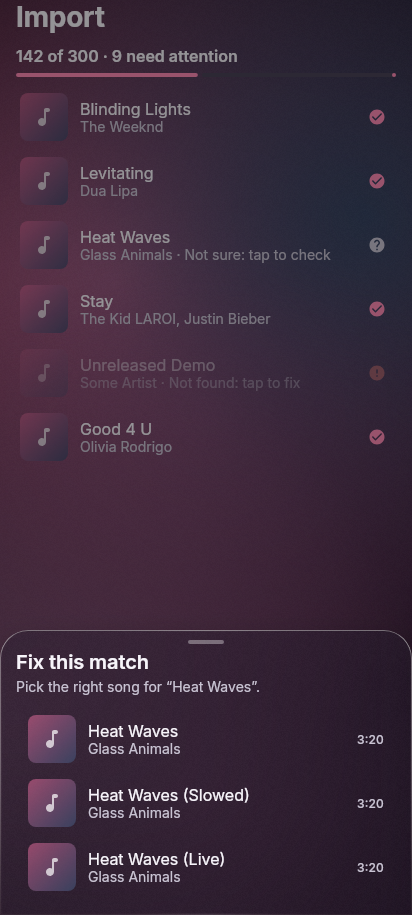 Import
142 of 300 · 9 need attention
Blinding Lights
The Weeknd
Levitating
Dua Lipa
Heat Waves
Glass Animals · Not sure: tap to check
Stay
The Kid LAROI, Justin Bieber
Unreleased Demo
Some Artist · Not found: tap to fix
Good 4 U
Olivia Rodrigo
Fix this match
Pick the right song for “Heat Waves”.
Heat Waves
Glass Animals
3:20
Heat Waves (Slowed)
Glass Animals
3:20
Heat Waves (Live)
Glass Animals
3:20